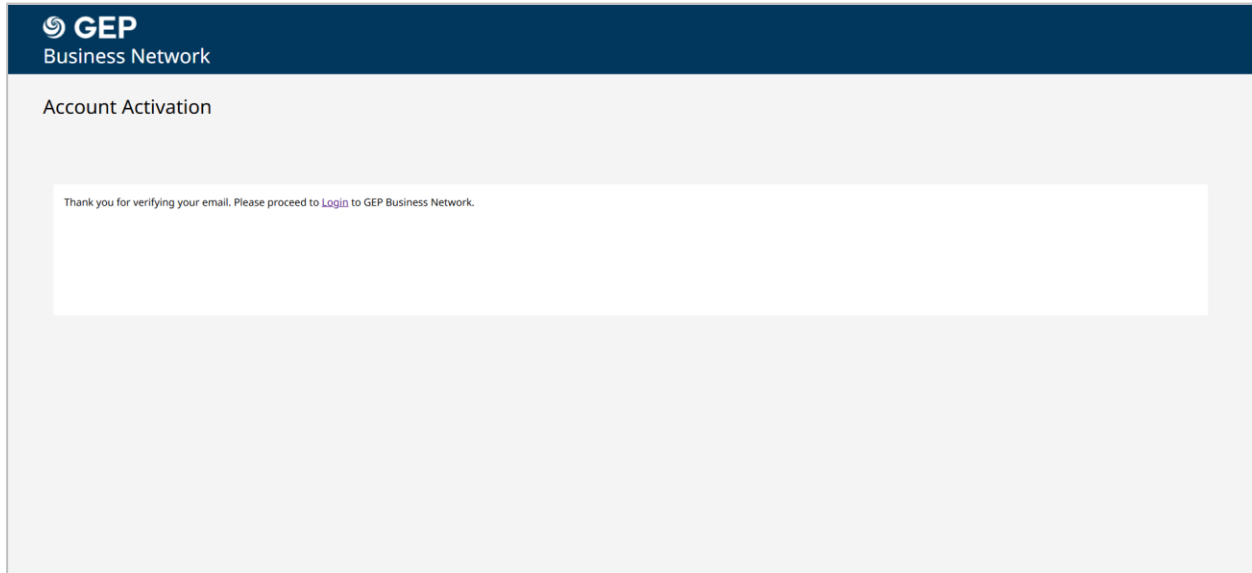 GEP
Business Network
Account Activation
Thank you for verifying your email. Please proceed to Login to GEP Business Network.